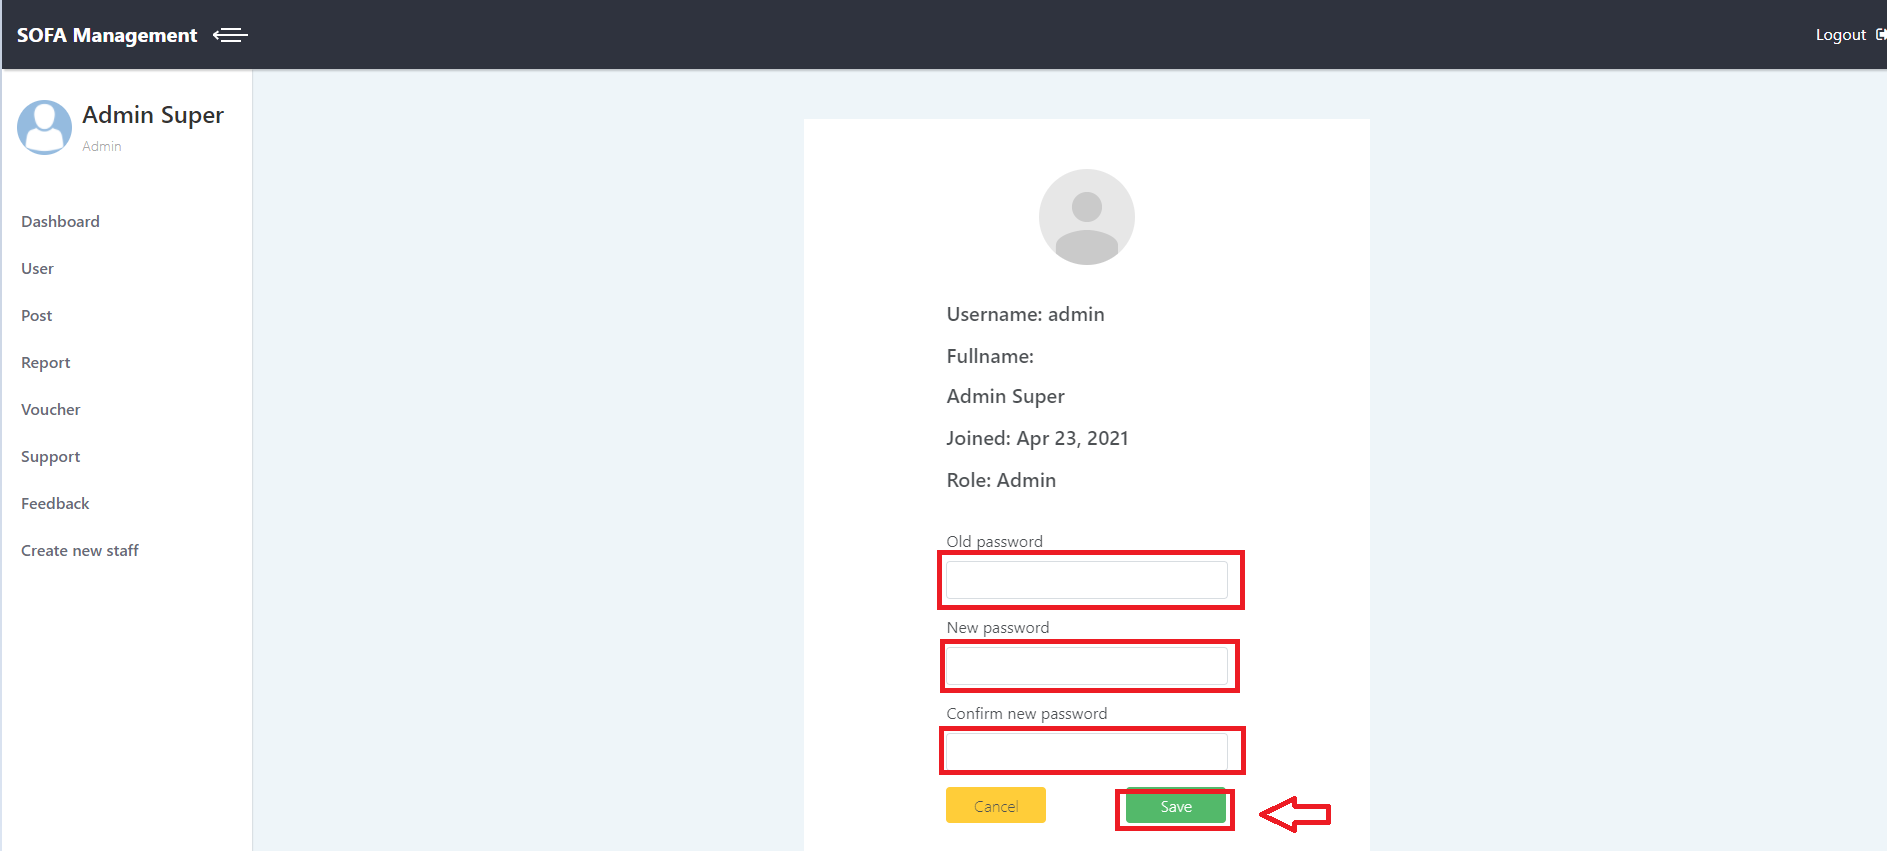 SOFA Management
Logout
Admin Super
Admin
Dashboard
User
Post
Report
Voucher
Support
Feedback
Create new staff
Username: admin
Fullname:
Admin Super
Joined: Apr 23, 2021
Role: Admin
Old password
New password
Confirm new password
Cancel
Save